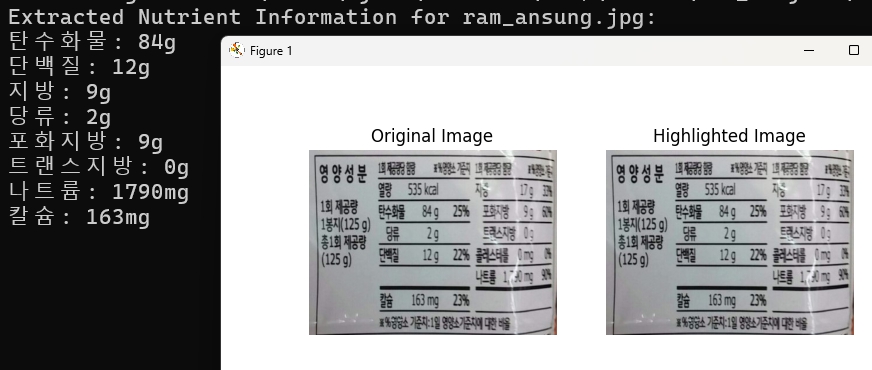 Extracted Nutrient Information for ram_ansung.jpg:
탄수화물: 84g
단백질: 12g
지방: 9g
당류: 2g
포화지방: 9g
트랜스지방: 0g
나트륨: 1790mg
칼슘: 163mg
Figure 1
Original Image
영양성분
1회 제공량
1봉지(125 g)
총1회 제공량
(125 g)
1회 제공량당 함량 ※%영양소 기준치
열량 535 kcal
탄수화물 84 g 25%
당류 2 g
단백질 12 g 22%
칼슘 163 mg 23%
1회 제공량당 함량 ※%영양소 기준치
지방 17 g 33%
포화지방 9 g 60%
트랜스지방 0 g
콜레스테롤 0 mg 0%
나트륨 1,790 mg 90%
※%영양소 기준치:1일 영양소기준치에 대한 비율
Highlighted Image
영양성분
1회 제공량
1봉지(125 g)
총1회 제공량
(125 g)
1회 제공량당 함량 ※%영양소 기준치
열량 535 kcal
탄수화물 84 g 25%
당류 2 g
단백질 12 g 22%
칼슘 163 mg 23%
1회 제공량당 함량 ※%영양소 기준치
지방 17 g 33%
포화지방 9 g 60%
트랜스지방 0 g
콜레스테롤 0 mg 0%
나트륨 1,790 mg 90%
※%영양소 기준치:1일 영양소기준치에 대한 비율